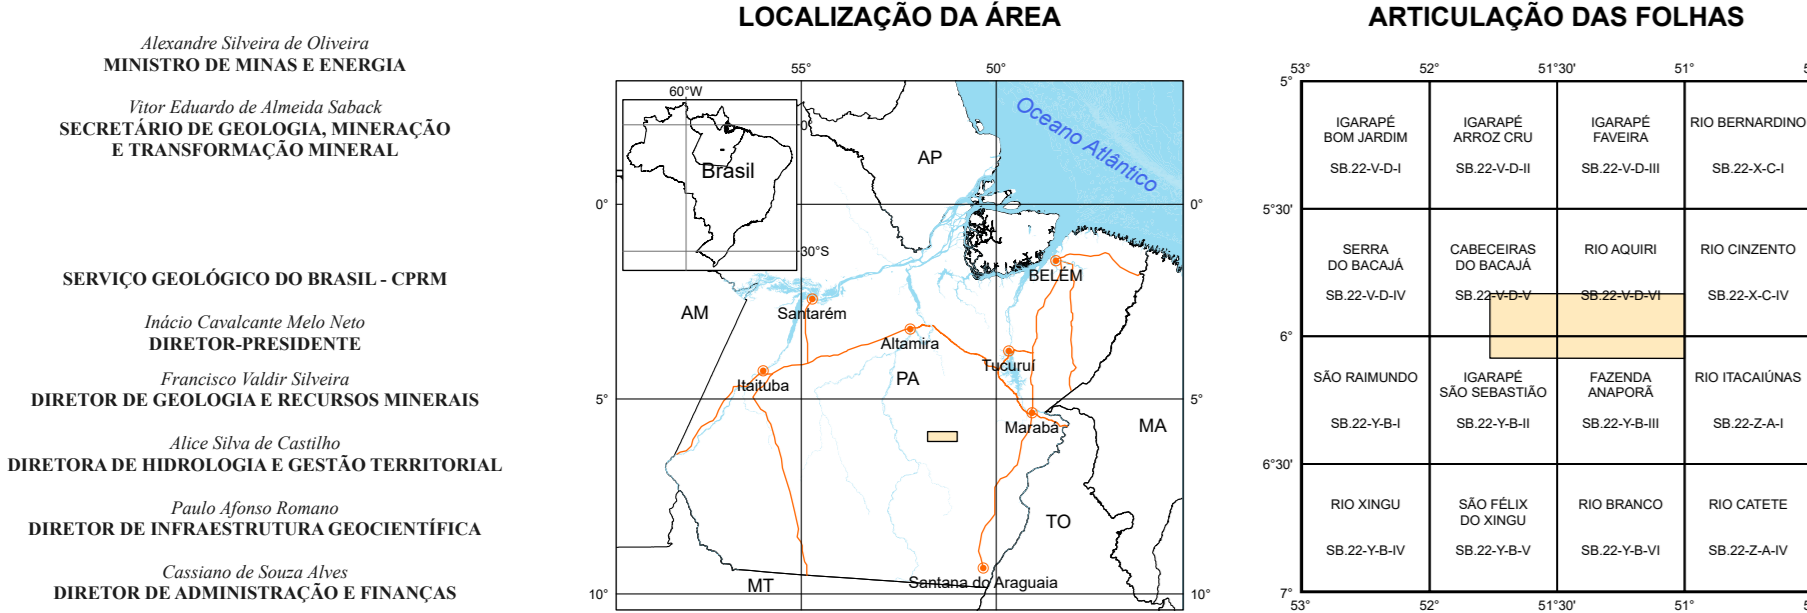 Alexandre Silveira de Oliveira
MINISTRO DE MINAS E ENERGIA
Vitor Eduardo de Almeida Saback
SECRETÁRIO DE GEOLOGIA, MINERAÇÃO
E TRANSFORMAÇÃO MINERAL
SERVIÇO GEOLÓGICO DO BRASIL - CPRM
Inácio Cavalcante Melo Neto
DIRETOR-PRESIDENTE
Francisco Valdir Silveira
DIRETOR DE GEOLOGIA E RECURSOS MINERAIS
Alice Silva de Castilho
DIRETORA DE HIDROLOGIA E GESTÃO TERRITORIAL
Paulo Afonso Romano
DIRETOR DE INFRAESTRUTURA GEOCIENTÍFICA
Cassiano de Souza Alves
DIRETOR DE ADMINISTRAÇÃO E FINANÇAS
LOCALIZAÇÃO DA ÁREA
55° 50°
60°W
0°
Brasil
30°S
Oceano Atlântico
AP
0° 0°
BELÉM
AM
Santarém
Altamira
Tucuruí
Itaituba
PA
5° 5°
Marabá
MA
TO
MT
Santana do Araguaia
10° 10°
ARTICULAÇÃO DAS FOLHAS
53° 52° 51°30' 51°
5°
IGARAPÉ
BOM JARDIM
SB.22-V-D-I
IGARAPÉ
ARROZ CRU
SB.22-V-D-II
IGARAPÉ
FAVEIRA
SB.22-V-D-III
RIO BERNARDINO
SB.22-X-C-I
5°30'
SERRA
DO BACAJÁ
SB.22-V-D-IV
CABECEIRAS
DO BACAJÁ
SB.22-V-D-V
RIO AQUIRI
SB.22-V-D-VI
RIO CINZENTO
SB.22-X-C-IV
6°
SÃO RAIMUNDO
SB.22-Y-B-I
IGARAPÉ
SÃO SEBASTIÃO
SB.22-Y-B-II
FAZENDA
ANAPORÃ
SB.22-Y-B-III
RIO ITACAIÚNAS
SB.22-Z-A-I
6°30'
RIO XINGU
SB.22-Y-B-IV
SÃO FÉLIX
DO XINGU
SB.22-Y-B-V
RIO BRANCO
SB.22-Y-B-VI
RIO CATETE
SB.22-Z-A-IV
7°
53° 52° 51°30' 51°